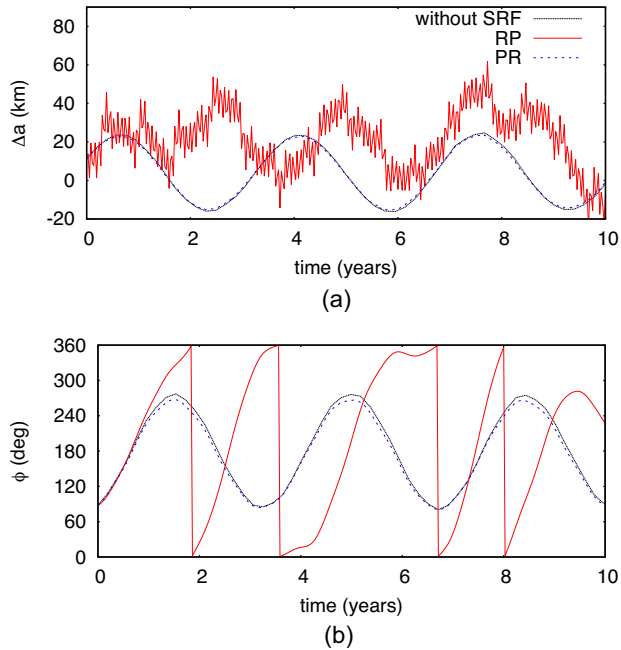 without SRF
RP
PR
Δa (km)
100
80
60
40
20
0
-20
0 2 4 6 8 10
time (years)
(a)
ϕ (deg)
360
300
240
180
120
60
0
0 2 4 6 8 10
time (years)
(b)